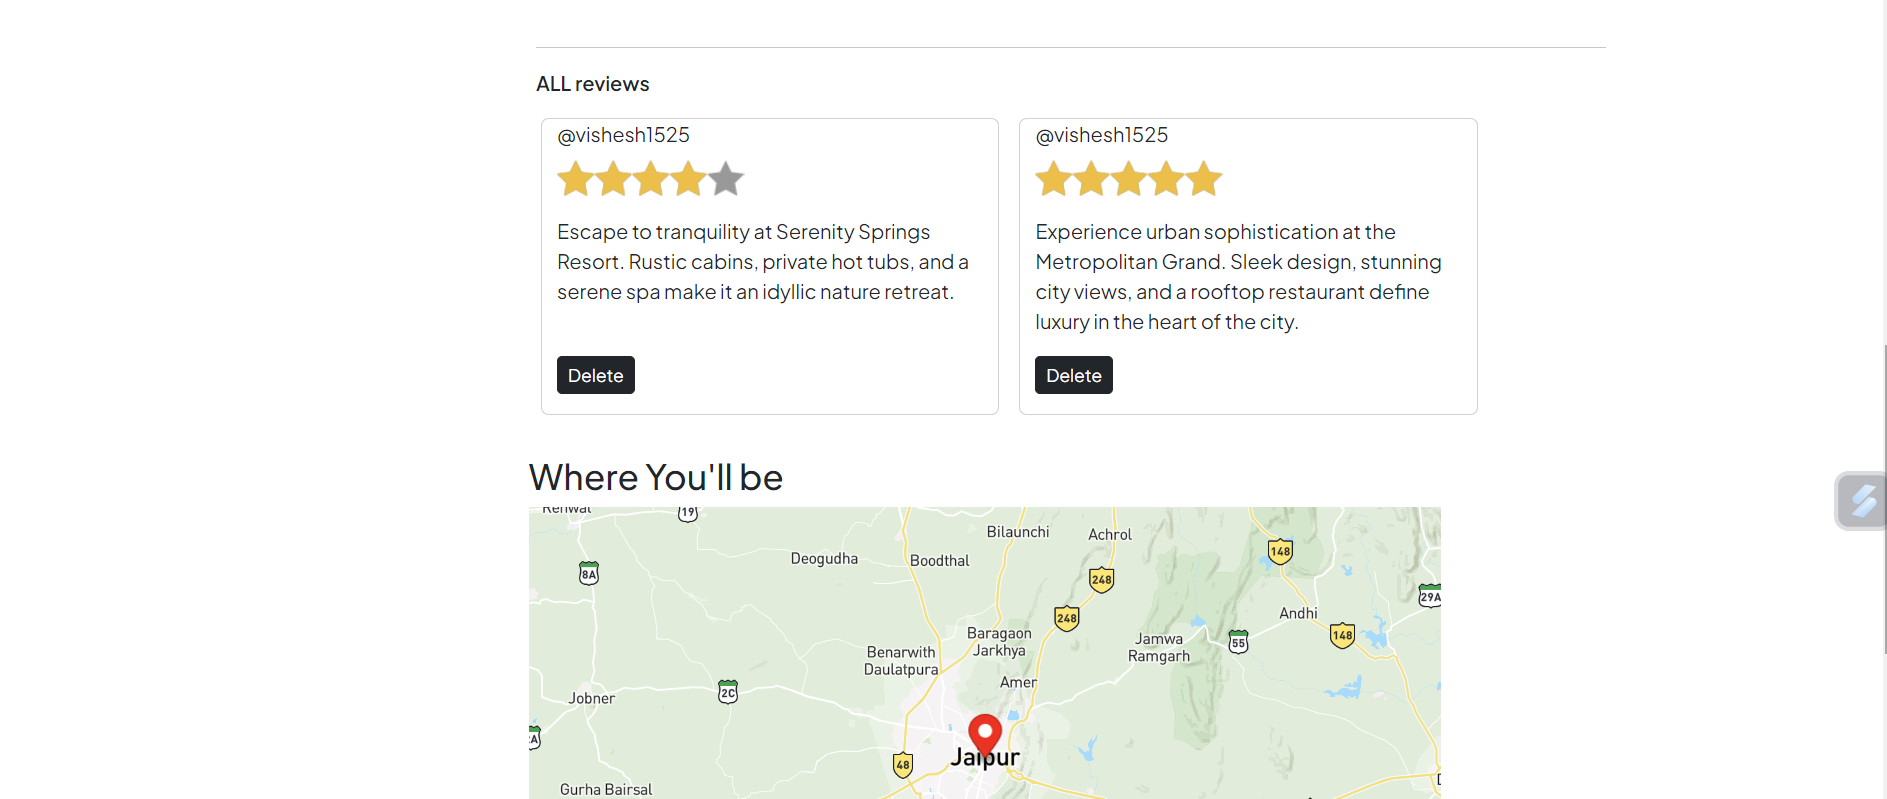 ALL reviews
@vishesh1525
Escape to tranquility at Serenity Springs
Resort. Rustic cabins, private hot tubs, and a
serene spa make it an idyllic nature retreat.
Delete
@vishesh1525
Experience urban sophistication at the
Metropolitan Grand. Sleek design, stunning
city views, and a rooftop restaurant define
luxury in the heart of the city.
Delete
Where You'll be
Renwal
19
Bilaunchi
Achrol
Deogudha
Boodthal
148
8A
248
29A
248
Andhi
Baragaon
Jarkhya
Jamwa
Ramgarh
55
148
Benarwith
Daulatpura
Amer
2C
Jobner
Jaipur
48
Gurha Bairsal